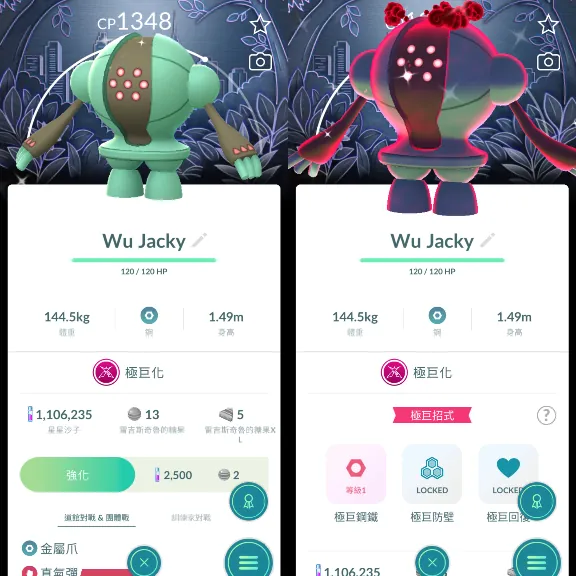 CP1348
Wu Jacky
120 / 120 HP
144.5kg
體重
鋼
1.49m
身高
極巨化
1,106,235
星星沙子
13
雷吉斯奇魯的糖果
5
雷吉斯奇魯的糖果X
L
強化
2,500
2
道館對戰 & 團體戰
訓練家對戰
金屬爪
真氣彈
Wu Jacky
120 / 120 HP
144.5kg
體重
鋼
1.49m
身高
極巨化
極巨招式
?
等級1
LOCKED
LOCKED
極巨鋼鐵
極巨防壁
極巨回復
1,106,235
13
5